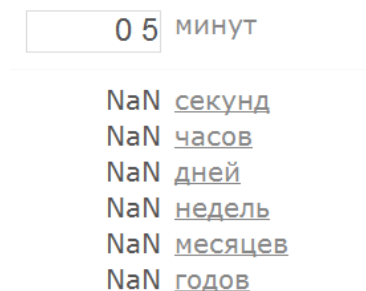 0 5 минут
NaN секунд
NaN часов
NaN дней
NaN недель
NaN месяцев
NaN годов